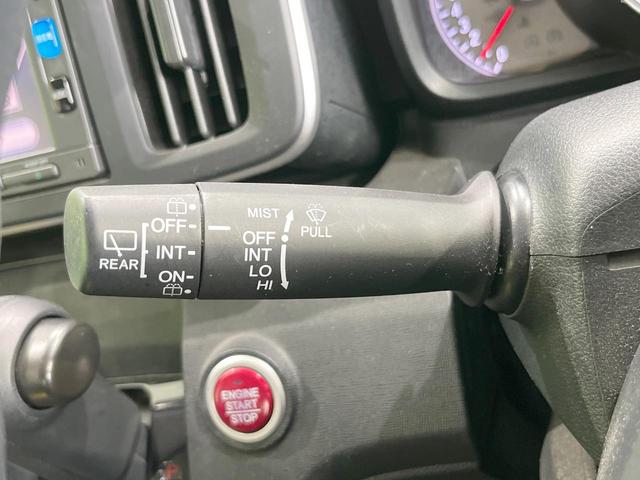 REAR
OFF
INT
ON
MIST
OFF
INT
LO
HI
PULL
ENGINE
START
STOP